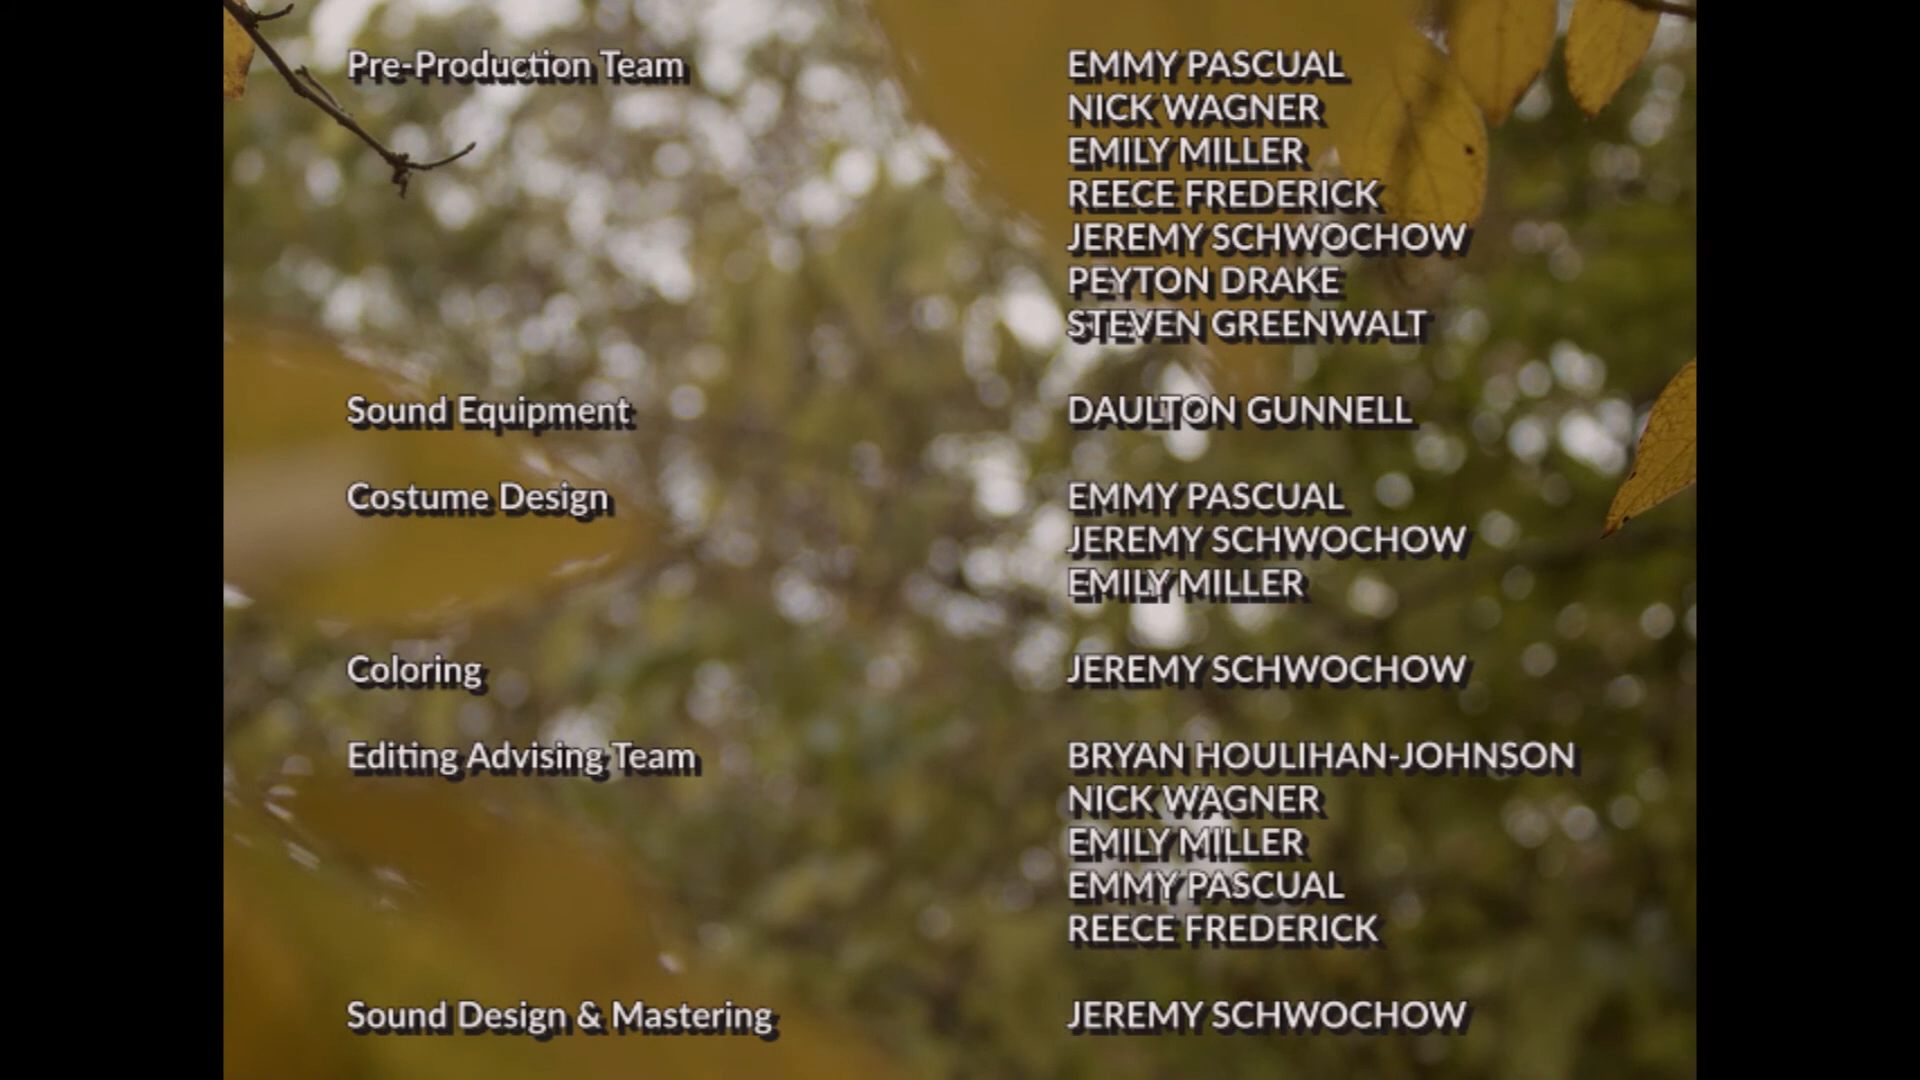 Pre-Production Team EMMY PASCUAL
NICK WAGNER
EMILY MILLER
REECE FREDERICK
JEREMY SCHWOCHOW
PEYTON DRAKE
STEVEN GREENWALT
Sound Equipment DAULTON GUNNELL
Costume Design EMMY PASCUAL
JEREMY SCHWOCHOW
EMILY MILLER
Coloring JEREMY SCHWOCHOW
Editing Advising Team BRYAN HOULIHAN-JOHNSON
NICK WAGNER
EMILY MILLER
EMMY PASCUAL
REECE FREDERICK
Sound Design & Mastering JEREMY SCHWOCHOW